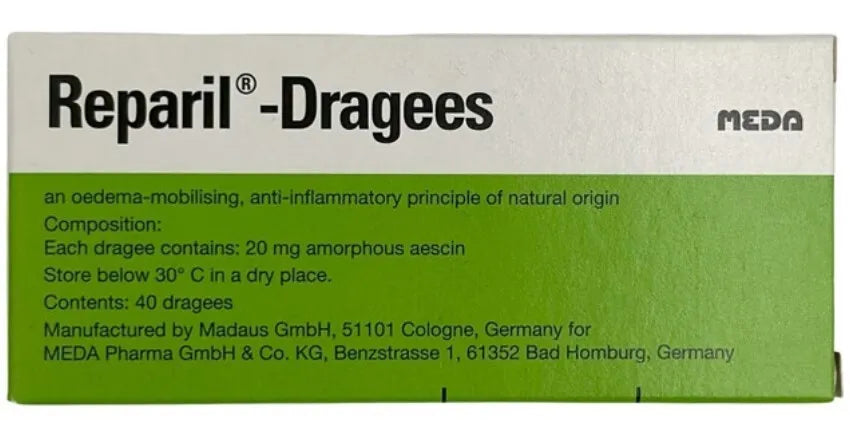 Reparil®-Dragees
MEDA
an oedema-mobilising, anti-inflammatory principle of natural origin
Composition:
Each dragee contains: 20 mg amorphous aescin
Store below 30° C in a dry place.
Contents: 40 dragees
Manufactured by Madaus GmbH, 51101 Cologne, Germany for
MEDA Pharma GmbH & Co. KG, Benzstrasse 1, 61352 Bad Homburg, Germany